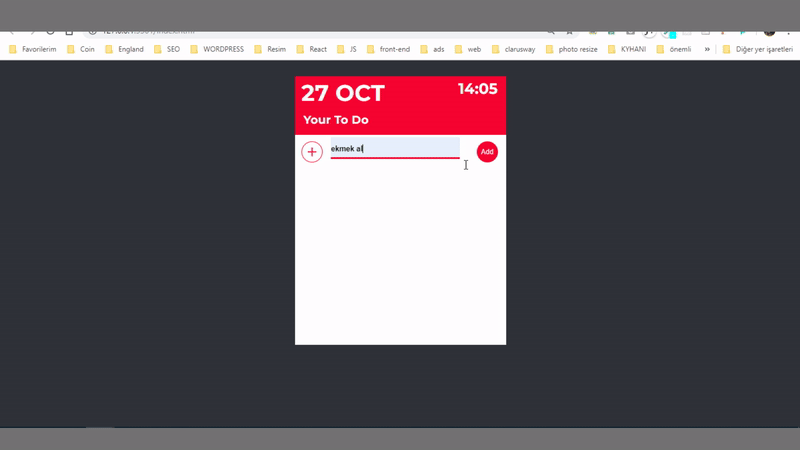 Favorilerim Coin England SEO WORDPRESS Resim React JS front-end ads web clarusway photo resize KYHANI önemli » Diğer yer işaretleri
27 OCT 14:05
Your To Do
ekmek al Add